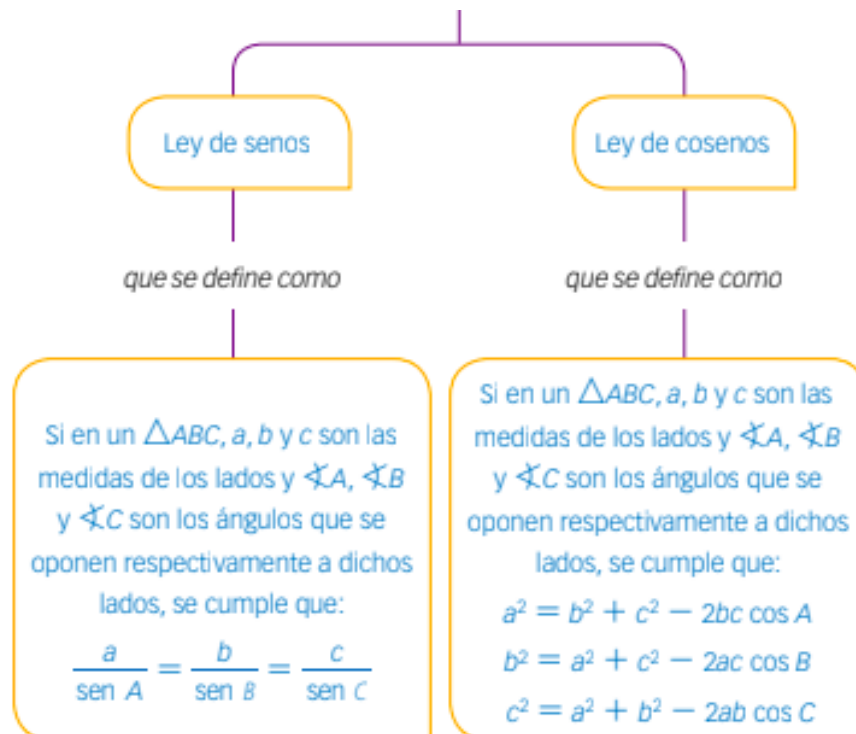 Ley de senos
que se define como
Si en un △ABC, a, b y c son las
medidas de los lados y ∢A, ∢B
y ∢C son los ángulos que se
oponen respectivamente a dichos
lados, se cumple que:
a/sen A = b/sen B = c/sen C
Ley de cosenos
que se define como
Si en un △ABC, a, b y c son las
medidas de los lados y ∢A, ∢B
y ∢C son los ángulos que se
oponen respectivamente a dichos
lados, se cumple que:
a² = b² + c² − 2bc cos A
b² = a² + c² − 2ac cos B
c² = a² + b² − 2ab cos C